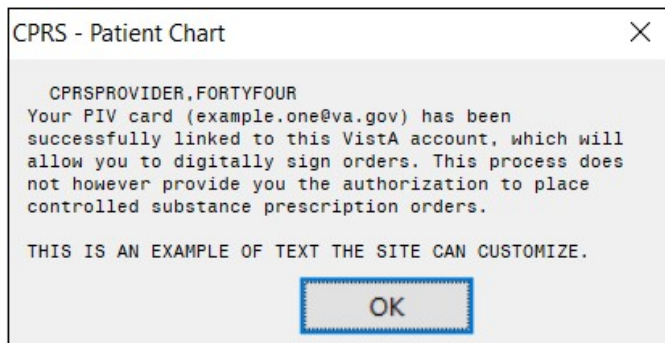 CPRS - Patient Chart
CPRSPROVIDER,FORTYFOUR
Your PIV card (example.one@va.gov) has been
successfully linked to this VistA account, which will
allow you to digitally sign orders. This process does
not however provide you the authorization to place
controlled substance prescription orders.
THIS IS AN EXAMPLE OF TEXT THE SITE CAN CUSTOMIZE.
OK